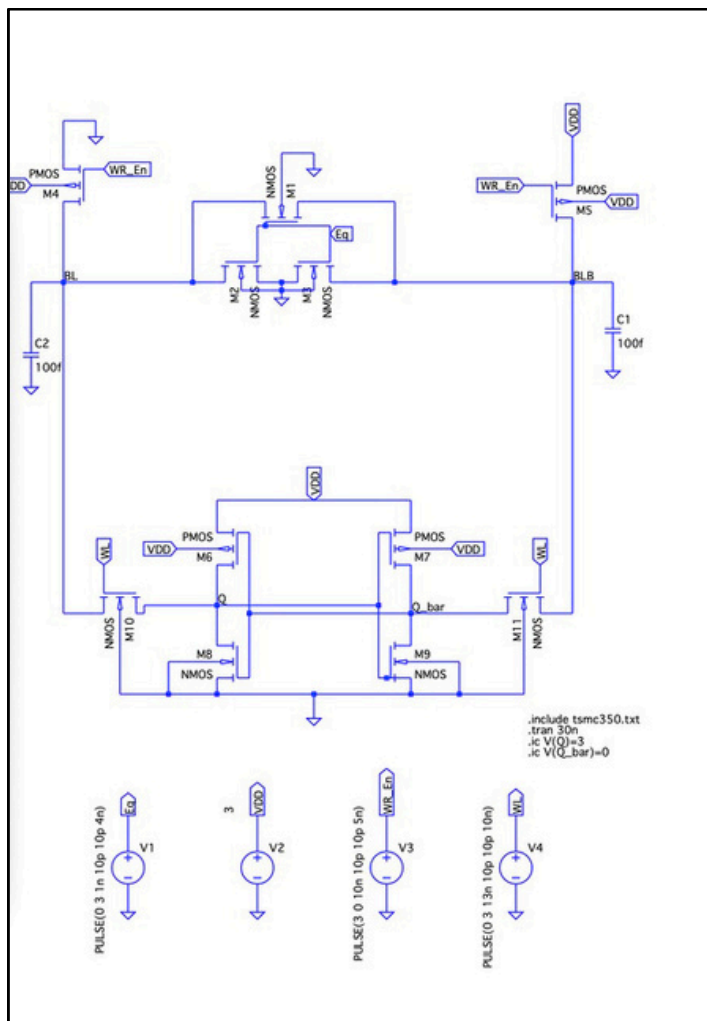 VDD
WR_En
NMOS
M1
PMOS
DD
M4
WR_En
PMOS
VDD
M5
Eq
BL
M2
NMOS
M3
NMOS
BLB
C2
100f
C1
100f
VDD
PMOS
VDD
M6
PMOS
VDD
M7
WL
WL
Q
Q_bar
NMOS
M10
M8
NMOS
M9
NMOS
M11
NMOS
.include tsmc350.txt
.tran 30n
.ic V(Q)=3
.ic V(Q_bar)=0
Eq
V1
PULSE(0 3 1n 10p 10p 4n)
VDD
3
V2
WR_En
V3
PULSE(3 0 10n 10p 10p 5n)
WL
V4
PULSE(0 3 13n 10p 10p 10n)